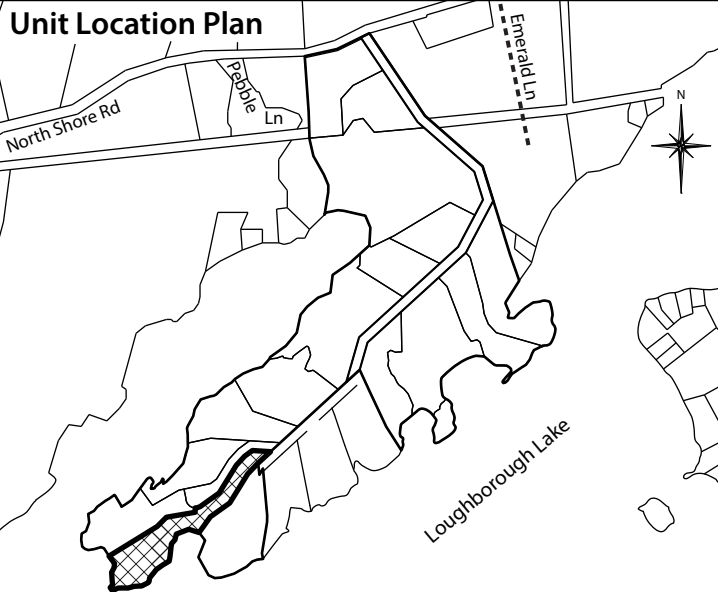 Unit Location Plan
Emerald Ln
Pebble
Ln
North Shore Rd
N
Loughborough Lake